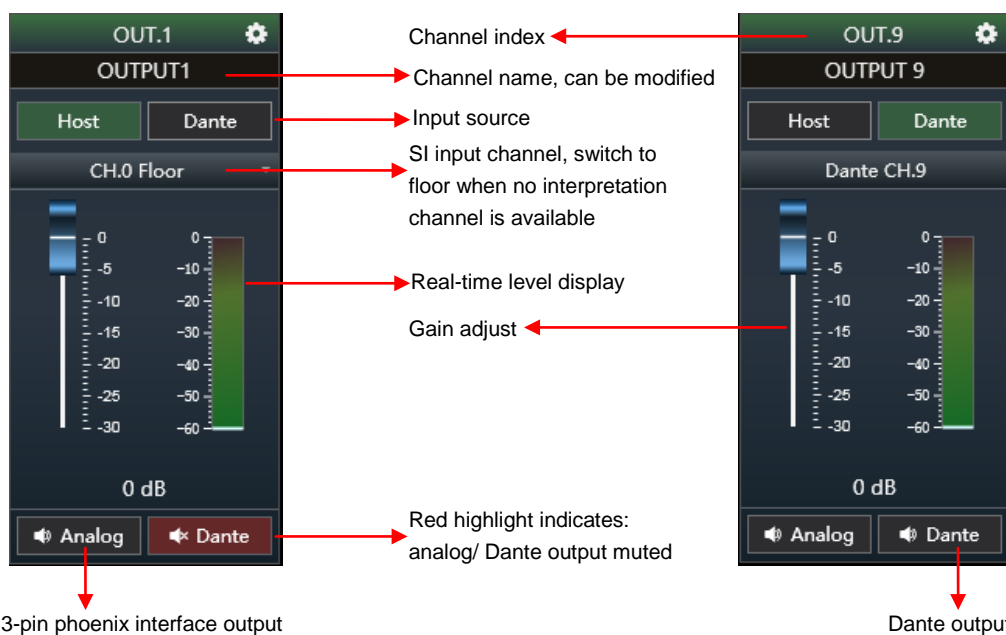 OUT.1
OUTPUT1
Host Dante
CH.0 Floor
0
-5
-10
-15
-20
-25
-30
0
-10
-20
-30
-40
-50
-60
0 dB
Analog Dante
3-pin phoenix interface output
Channel index
Channel name, can be modified
Input source
SI input channel, switch to
floor when no interpretation
channel is available
Real-time level display
Gain adjust
Red highlight indicates:
analog/ Dante output muted
OUT.9
OUTPUT 9
Host Dante
Dante CH.9
0
-5
-10
-15
-20
-25
-30
0
-10
-20
-30
-40
-50
-60
0 dB
Analog Dante
Dante outpu